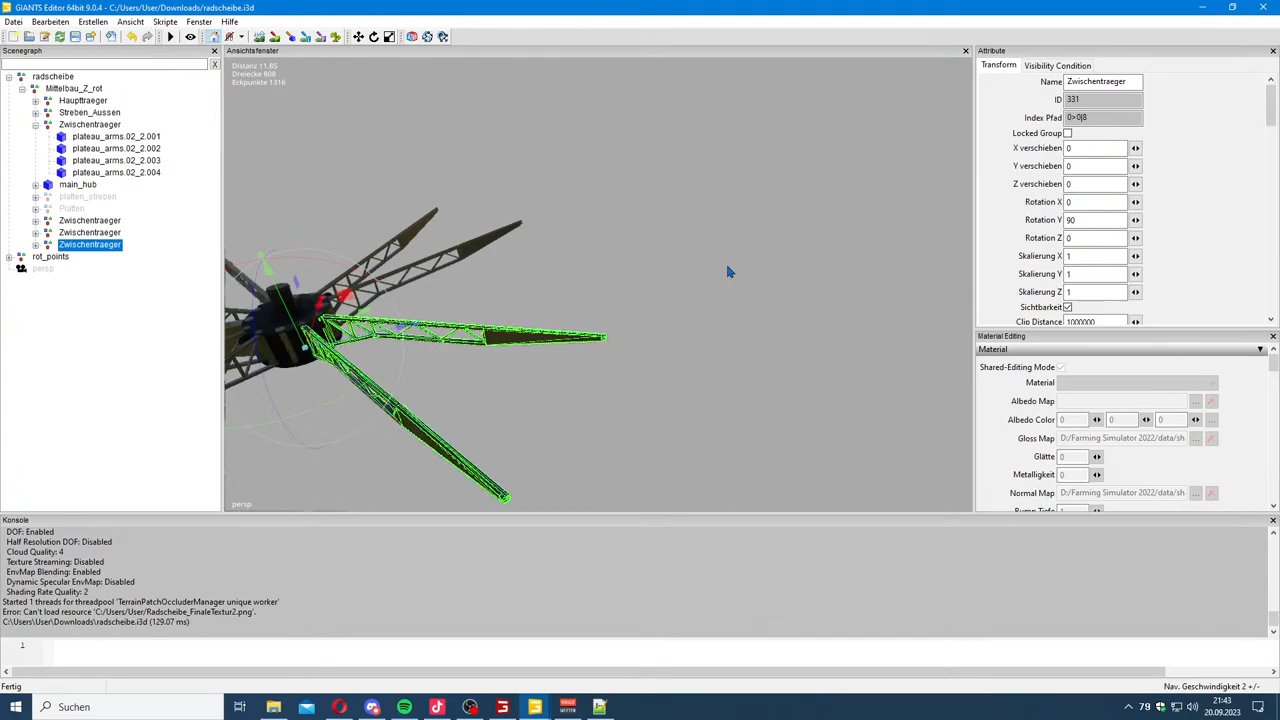 GIANTS Editor 64bit 9.0.4 - C:/Users/User/Downloads/radscheibe.i3d
Datei Bearbeiten Erstellen Ansicht Skripte Fenster Hilfe
Scenegraph
X
radscheibe
Mittelbau_Z_rot
Haupttraeger
Streben_Aussen
Zwischentraeger
plateau_arms.02_2.001
plateau_arms.02_2.002
plateau_arms.02_2.003
plateau_arms.02_2.004
main_hub
platten_streben
Platten
Zwischentraeger
Zwischentraeger
Zwischentraeger
rot_points
persp
Ansichtsfenster
Distanz 11.85
Dreiecke 808
Eckpunkte 1316
persp
Attribute
Transform Visibility Condition
Name Zwischentraeger
ID 331
Index Pfad 0>0|8
Locked Group
X verschieben 0
Y verschieben 0
Z verschieben 0
Rotation X 0
Rotation Y 90
Rotation Z 0
Skalierung X 1
Skalierung Y 1
Skalierung Z 1
Sichtbarkeit
Clip Distance 1000000
Material Editing
Material
Shared-Editing Mode
Material
Albedo Map ...
Albedo Color 0 0 0 ...
Gloss Map D:/Farming Simulator 2022/data/sh ...
Glätte 0
Metalligkeit 0
Normal Map D:/Farming Simulator 2022/data/sh ...
Bump Tiefe 1
Konsole
DOF: Enabled
Half Resolution DOF: Disabled
Cloud Quality: 4
Texture Streaming: Disabled
EnvMap Blending: Enabled
Dynamic Specular EnvMap: Disabled
Shading Rate Quality: 2
Started 1 threads for threadpool 'TerrainPatchOccluderManager unique worker'
Error: Can't load resource 'C:/Users/User/Radscheibe_FinaleTextur2.png'.
C:\Users\User\Downloads\radscheibe.i3d (129.07 ms)
1
Fertig
Nav. Geschwindigkeit 2 +/-
Suchen
79
21:43
20.09.2023